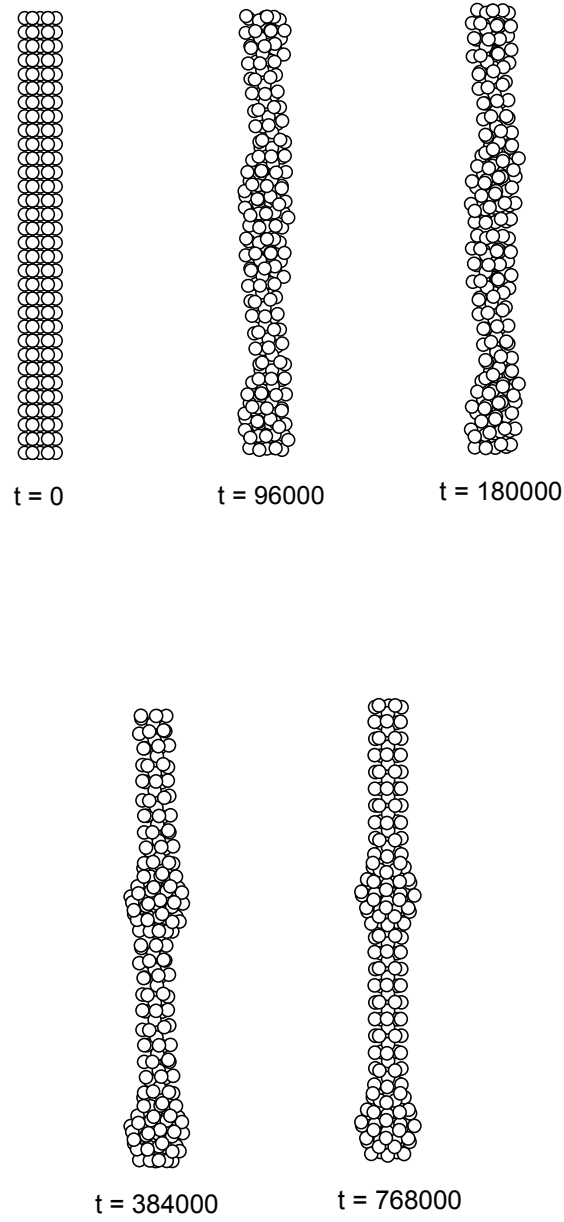 t = 0
t = 96000
t = 180000
t = 384000
t = 768000